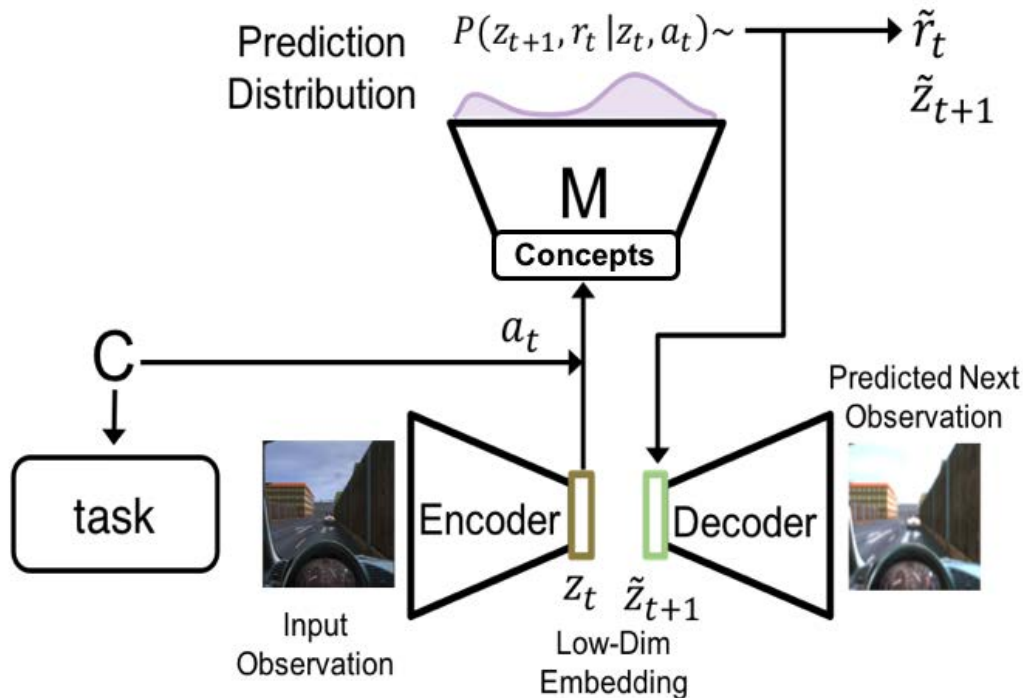 Prediction
Distribution
P(z_{t+1}, r_t |z_t, a_t)~
r̃_t
z̃_{t+1}
M
Concepts
a_t
C
task
Encoder
Decoder
Predicted Next
Observation
z_t
z̃_{t+1}
Input
Observation
Low-Dim
Embedding